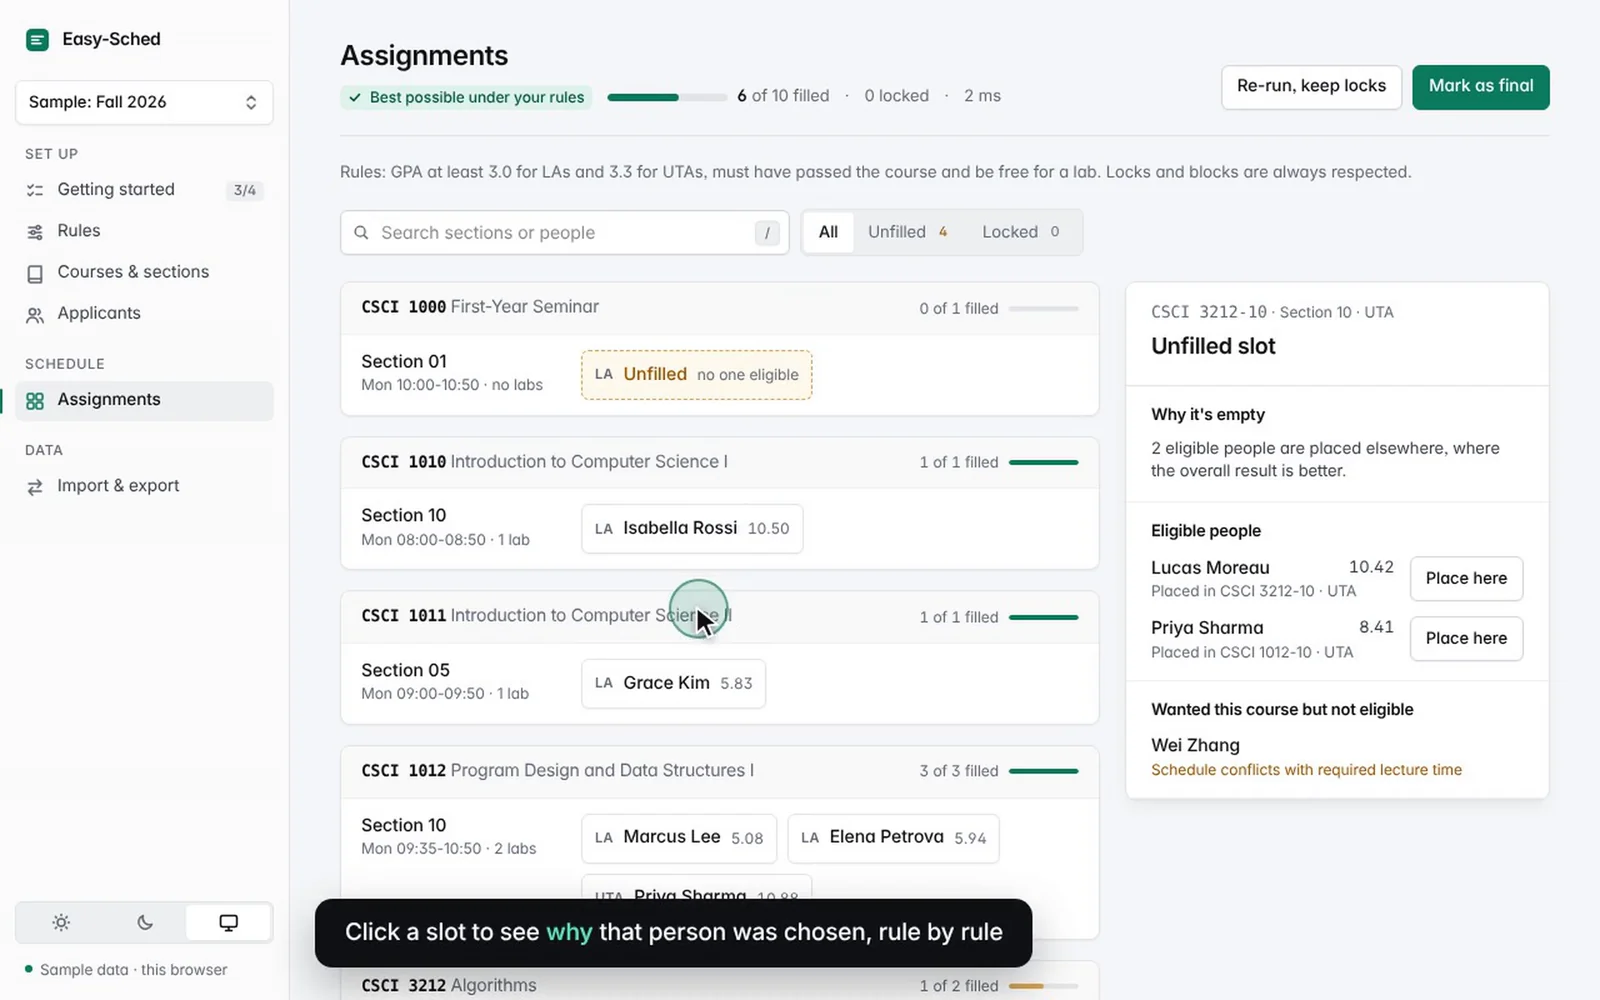 Easy-Sched
Sample: Fall 2026
SET UP
Getting started 3/4
Rules
Courses & sections
Applicants
SCHEDULE
Assignments
DATA
Import & export
Sample data · this browser
Assignments
Best possible under your rules
6 of 10 filled · 0 locked · 2 ms
Re-run, keep locks
Mark as final
Rules: GPA at least 3.0 for LAs and 3.3 for UTAs, must have passed the course and be free for a lab. Locks and blocks are always respected.
Search sections or people /
All Unfilled 4 Locked 0
CSCI 1000 First-Year Seminar 0 of 1 filled
Section 01
Mon 10:00-10:50 · no labs
LA Unfilled no one eligible
CSCI 1010 Introduction to Computer Science I 1 of 1 filled
Section 10
Mon 08:00-08:50 · 1 lab
LA Isabella Rossi 10.50
CSCI 1011 Introduction to Computer Science II 1 of 1 filled
Section 05
Mon 09:00-09:50 · 1 lab
LA Grace Kim 5.83
CSCI 1012 Program Design and Data Structures I 3 of 3 filled
Section 10
Mon 09:35-10:50 · 2 labs
LA Marcus Lee 5.08
LA Elena Petrova 5.94
UTA Priya Sharma 10.88
Click a slot to see why that person was chosen, rule by rule
CSCI 3212 Algorithms 1 of 2 filled
CSCI 3212-10 · Section 10 · UTA
Unfilled slot
Why it's empty
2 eligible people are placed elsewhere, where
the overall result is better.
Eligible people
Lucas Moreau 10.42
Placed in CSCI 3212-10 · UTA
Place here
Priya Sharma 8.41
Placed in CSCI 1012-10 · UTA
Place here
Wanted this course but not eligible
Wei Zhang
Schedule conflicts with required lecture time